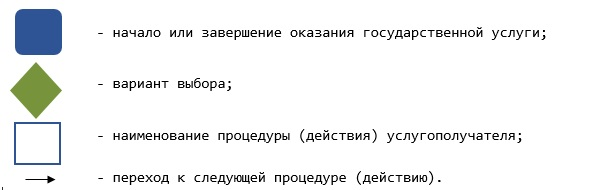 - начало или завершение оказания государственной услуги;
- вариант выбора;
- наименование процедуры (действия) услугополучателя;
- переход к следующей процедуре (действию).